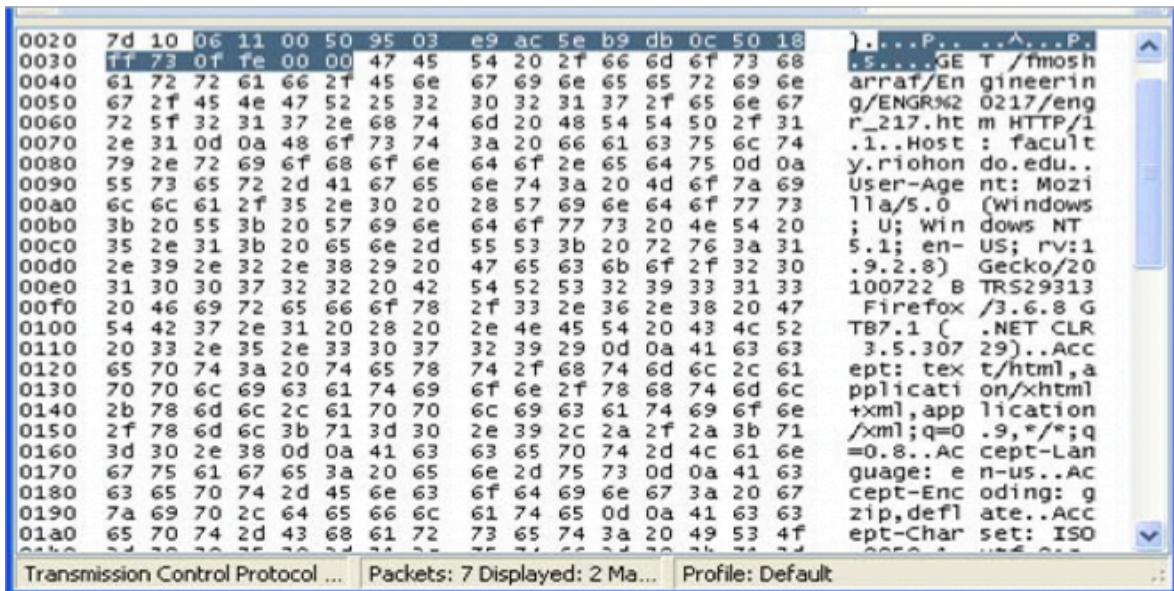 0020 7d 10 06 11 00 50 95 03 e9 ac 5e b9 db 0c 50 18 }....P.. ..^...P.
0030 ff 73 0f fe 00 00 47 45 54 20 2f 66 6d 6f 73 68 .s....GE T /fmosh
0040 61 72 72 61 66 2f 45 6e 67 69 6e 65 65 72 69 6e arraf/En gineerin
0050 67 2f 45 4e 47 52 25 32 30 32 31 37 2f 65 6e 67 g/ENGR%2 0217/eng
0060 72 5f 32 31 37 2e 68 74 6d 20 48 54 54 50 2f 31 r_217.ht m HTTP/1
0070 2e 31 0d 0a 48 6f 73 74 3a 20 66 61 63 75 6c 74 .1..Host : facult
0080 79 2e 72 69 6f 68 6f 6e 64 6f 2e 65 64 75 0d 0a y.riohon do.edu..
0090 55 73 65 72 2d 41 67 65 6e 74 3a 20 4d 6f 7a 69 User-Age nt: Mozi
00a0 6c 6c 61 2f 35 2e 30 20 28 57 69 6e 64 6f 77 73 lla/5.0 (Windows
00b0 3b 20 55 3b 20 57 69 6e 64 6f 77 73 20 4e 54 20 ; U; Win dows NT
00c0 35 2e 31 3b 20 65 6e 2d 55 53 3b 20 72 76 3a 31 5.1; en- US; rv:1
00d0 2e 39 2e 32 2e 38 29 20 47 65 63 6b 6f 2f 32 30 .9.2.8) Gecko/20
00e0 31 30 30 37 32 32 20 42 54 52 53 32 39 33 31 33 100722 B TRS29313
00f0 20 46 69 72 65 66 6f 78 2f 33 2e 36 2e 38 20 47 Firefox /3.6.8 G
0100 54 42 37 2e 31 20 28 20 2e 4e 45 54 20 43 4c 52 TB7.1 ( .NET CLR
0110 20 33 2e 35 2e 33 30 37 32 39 29 0d 0a 41 63 63 3.5.307 29)..Acc
0120 65 70 74 3a 20 74 65 78 74 2f 68 74 6d 6c 2c 61 ept: tex t/html,a
0130 70 70 6c 69 63 61 74 69 6f 6e 2f 78 68 74 6d 6c pplicati on/xhtml
0140 2b 78 6d 6c 2c 61 70 70 6c 69 63 61 74 69 6f 6e +xml,app lication
0150 2f 78 6d 6c 3b 71 3d 30 2e 39 2c 2a 2f 2a 3b 71 /xml;q=0 .9,*/*;q
0160 3d 30 2e 38 0d 0a 41 63 63 65 70 74 2d 4c 61 6e =0.8..Ac cept-Lan
0170 67 75 61 67 65 3a 20 65 6e 2d 75 73 0d 0a 41 63 guage: e n-us..Ac
0180 63 65 70 74 2d 45 6e 63 6f 64 69 6e 67 3a 20 67 cept-Enc oding: g
0190 7a 69 70 2c 64 65 66 6c 61 74 65 0d 0a 41 63 63 zip,defl ate..Acc
01a0 65 70 74 2d 43 68 61 72 73 65 74 3a 20 49 53 4f ept-Char set: ISO
Transmission Control Protocol ... Packets: 7 Displayed: 2 Ma... Profile: Default